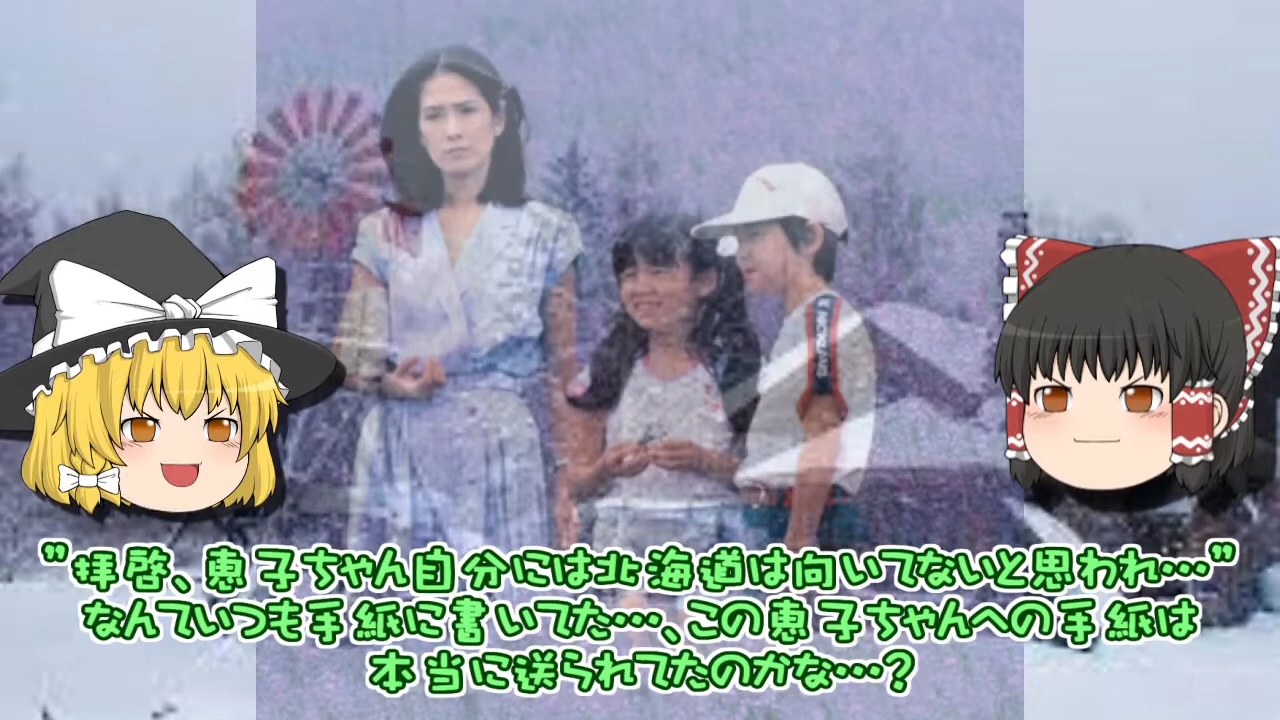 ”拝啓、恵子ちゃん自分には北海道は向いてないと思われ…”
なんていつも手紙に書いてた…、この恵子ちゃんへの手紙は
本当に送られてたのかな…？